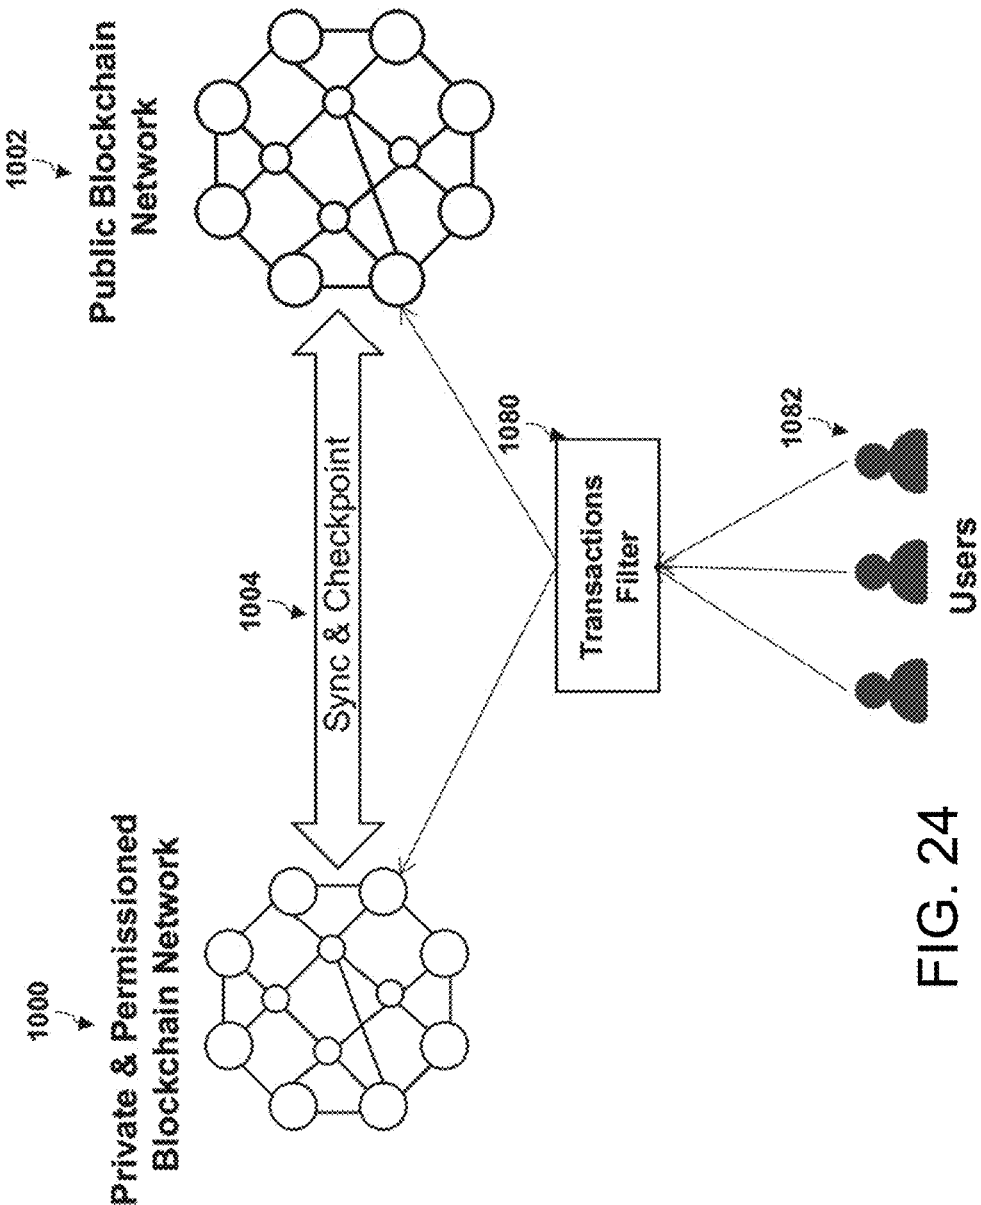 1000
Private & Permissioned
Blockchain Network
1002
Public Blockchain
Network
1004
Sync & Checkpoint
1080
Transactions
Filter
1082
Users
FIG. 24